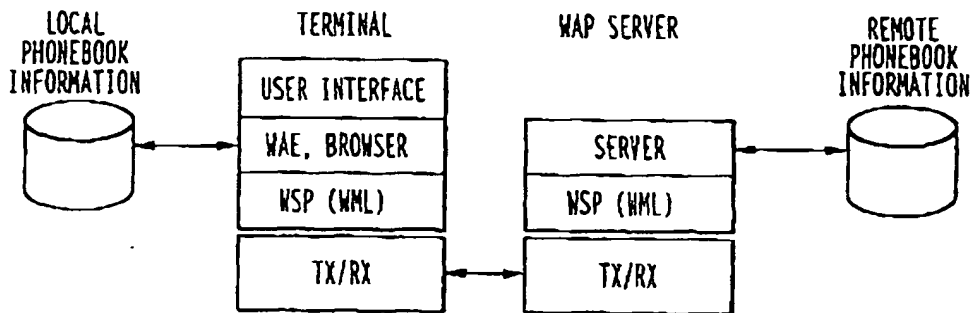 LOCAL
PHONEBOOK
INFORMATION
TERMINAL
USER INTERFACE
WAE, BROWSER
WSP (WML)
TX/RX
WAP SERVER
SERVER
WSP (WML)
TX/RX
REMOTE
PHONEBOOK
INFORMATION